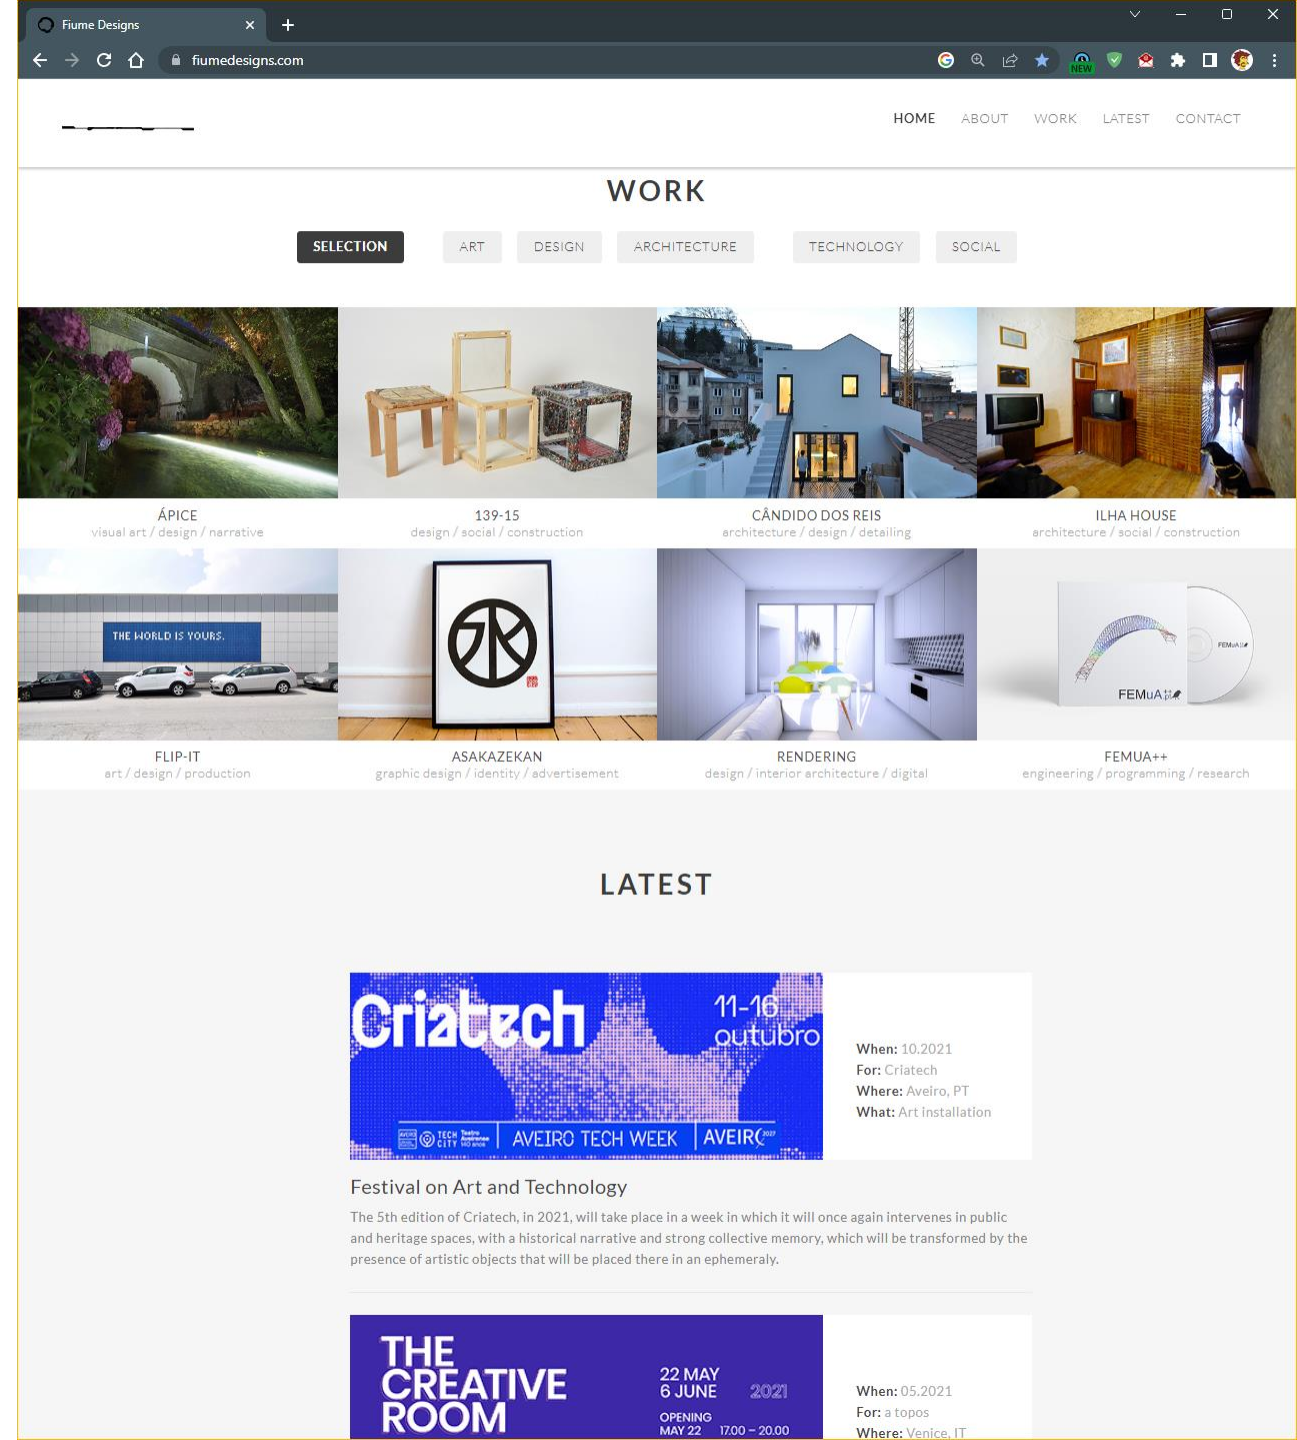 Fiume Designs
fiumedesigns.com
NEW
HOME ABOUT WORK LATEST CONTACT
WORK
SELECTION ART DESIGN ARCHITECTURE TECHNOLOGY SOCIAL
ÁPICE
visual art / design / narrative
139-15
design / social / construction
CÂNDIDO DOS REIS
architecture / design / detailing
ILHA HOUSE
architecture / social / construction
THE WORLD IS YOURS.
FEMuA++
FEMuA++
FLIP-IT
art / design / production
ASAKAZEKAN
graphic design / identity / advertisement
RENDERING
design / interior architecture / digital
FEMUA++
engineering / programming / research
LATEST
Criatech
11-16
outubro
TECH
CITY
Teatro
Aveirense
140 anos
AVEIRO TECH WEEK
AVEIRO 2027
When: 10.2021
For: Criatech
Where: Aveiro, PT
What: Art installation
Festival on Art and Technology
The 5th edition of Criatech, in 2021, will take place in a week in which it will once again intervenes in public
and heritage spaces, with a historical narrative and strong collective memory, which will be transformed by the
presence of artistic objects that will be placed there in an ephemeraly.
THE
CREATIVE
ROOM
22 MAY
6 JUNE 2021
OPENING
MAY 22 17.00 – 20.00
When: 05.2021
For: a topos
Where: Venice, IT